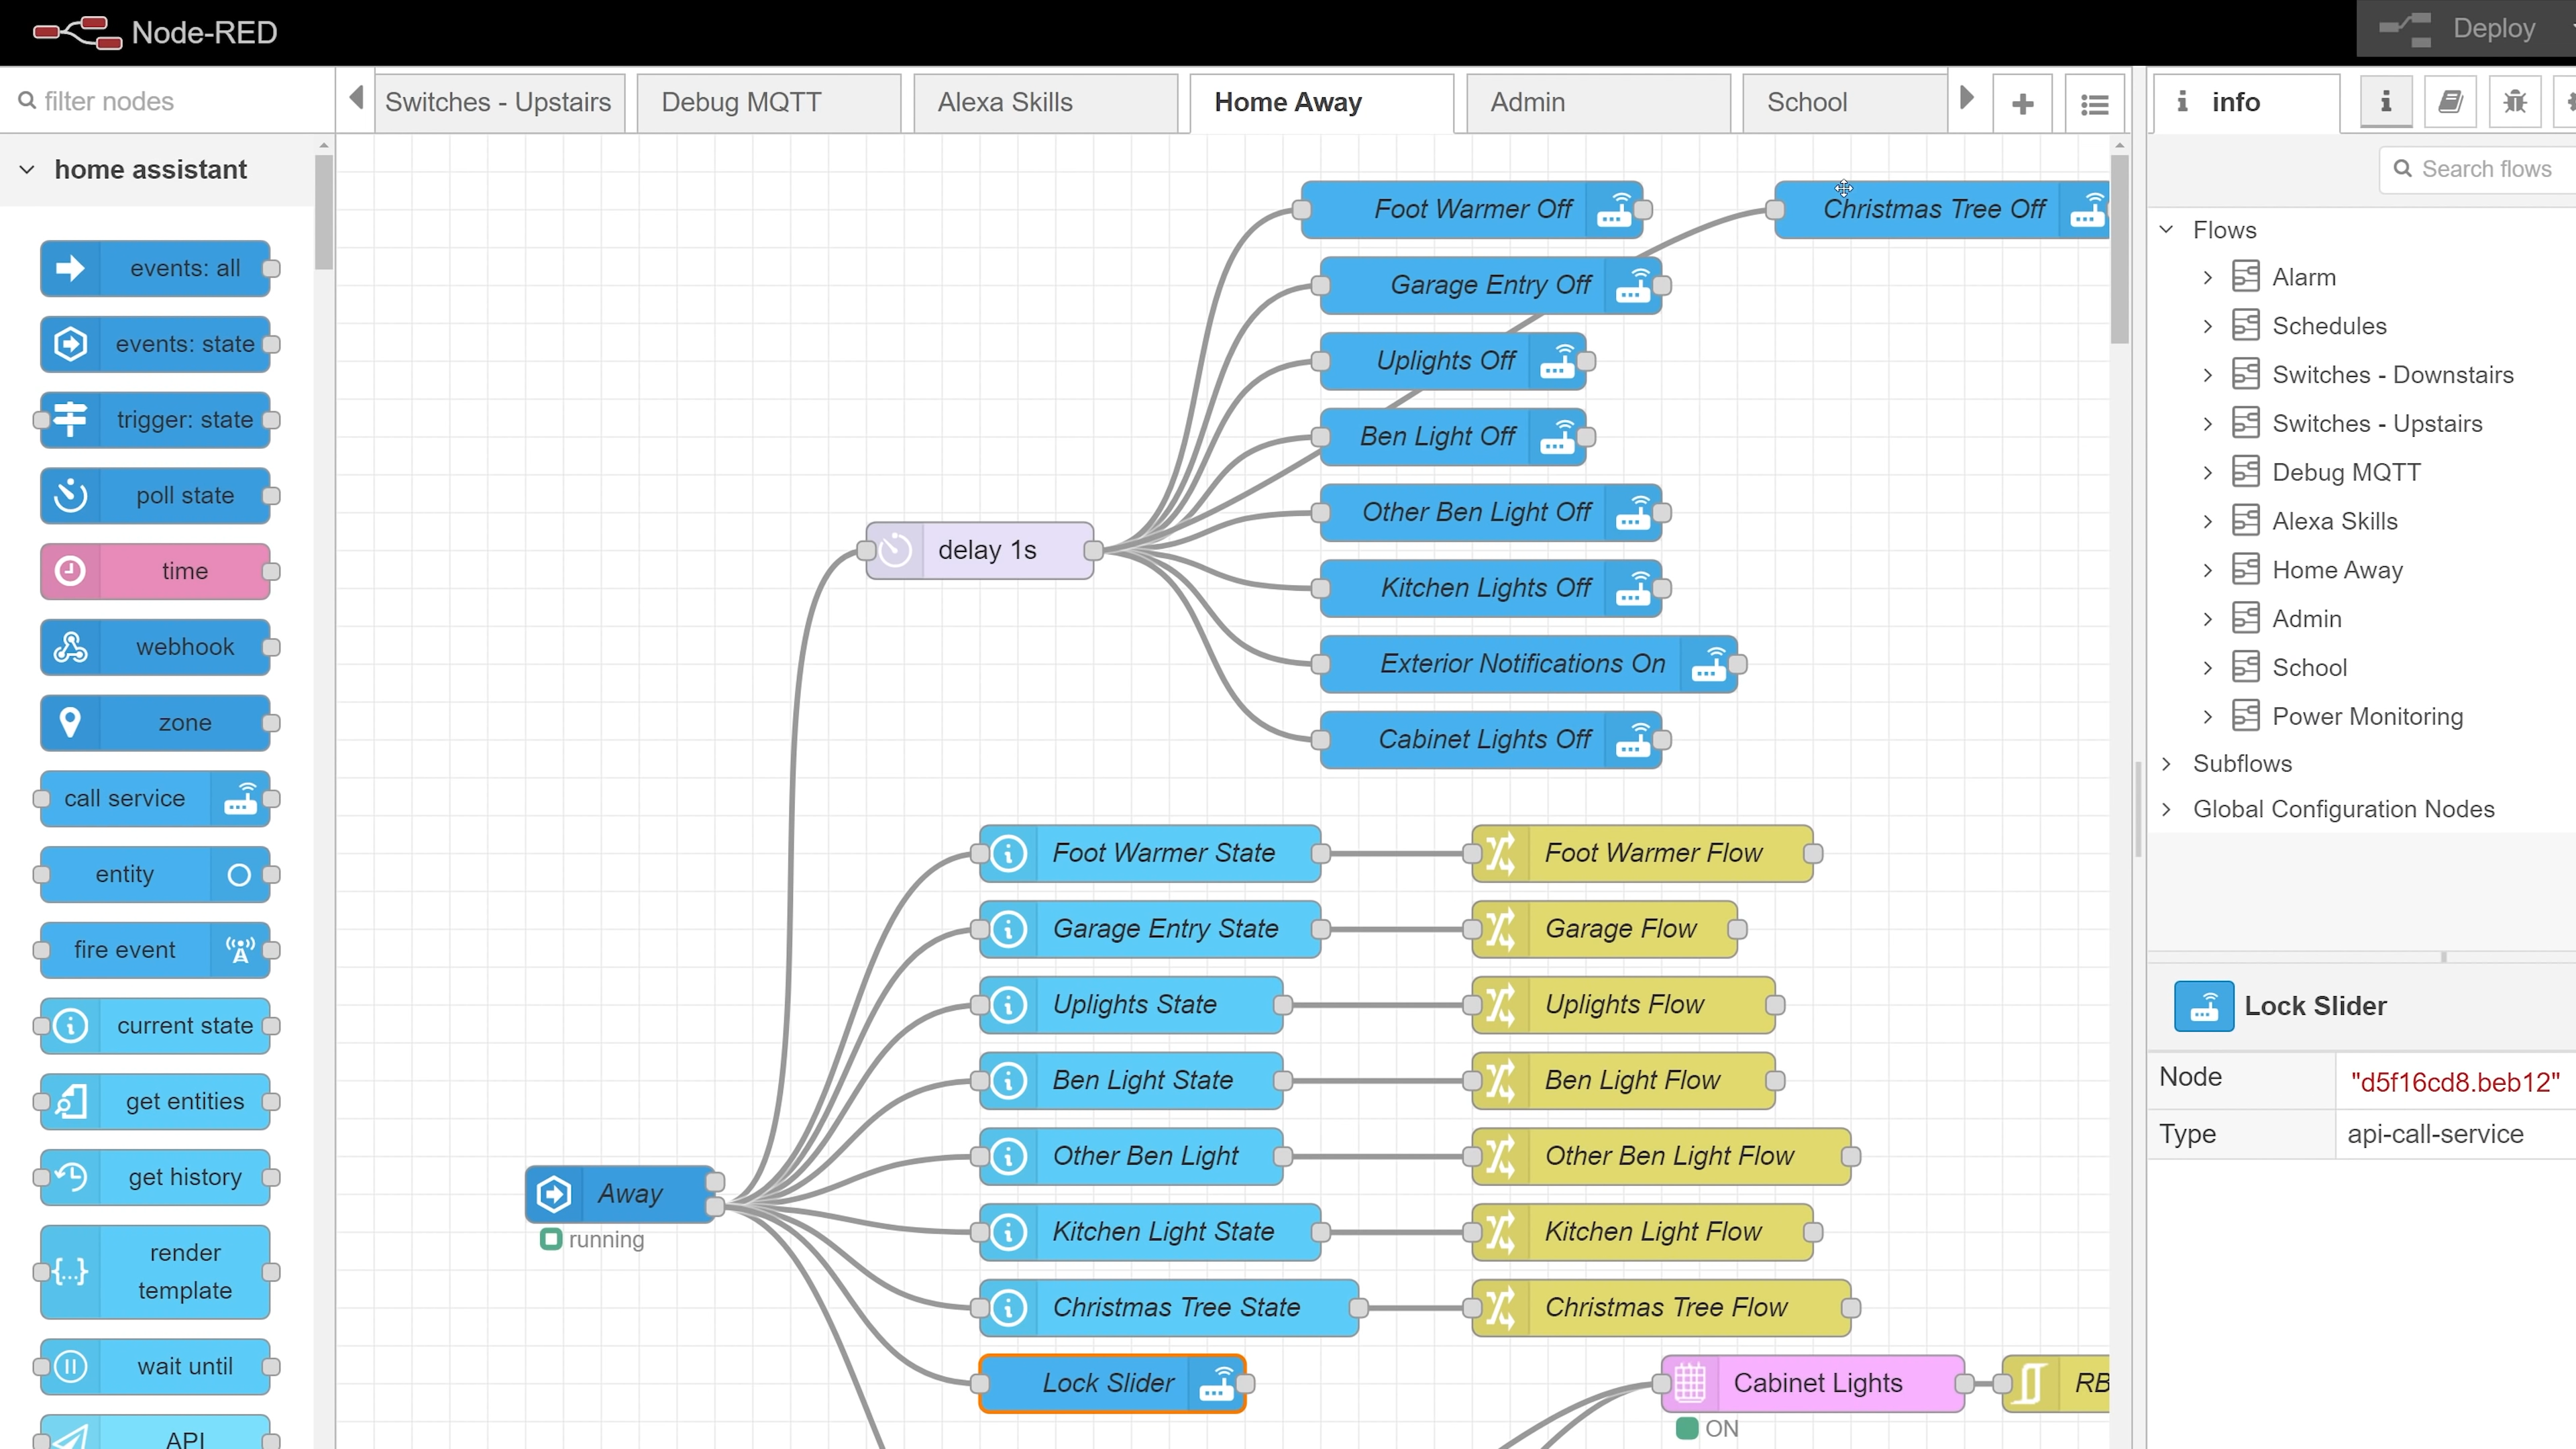 Node-RED
Deploy
filter nodes
Switches - Upstairs
Debug MQTT
Alexa Skills
Home Away
Admin
School
info
home assistant
events: all
events: state
trigger: state
poll state
time
webhook
zone
call service
entity
fire event
current state
get entities
get history
render
template
wait until
API
Foot Warmer Off
Christmas Tree Off
Garage Entry Off
Uplights Off
Ben Light Off
Other Ben Light Off
delay 1s
Kitchen Lights Off
Exterior Notifications On
Cabinet Lights Off
Foot Warmer State
Foot Warmer Flow
Garage Entry State
Garage Flow
Uplights State
Uplights Flow
Ben Light State
Ben Light Flow
Other Ben Light
Other Ben Light Flow
Away
running
Kitchen Light State
Kitchen Light Flow
Christmas Tree State
Christmas Tree Flow
Lock Slider
Cabinet Lights
ON
RB
Search flows
Flows
Alarm
Schedules
Switches - Downstairs
Switches - Upstairs
Debug MQTT
Alexa Skills
Home Away
Admin
School
Power Monitoring
Subflows
Global Configuration Nodes
Lock Slider
Node "d5f16cd8.beb12"
Type api-call-service